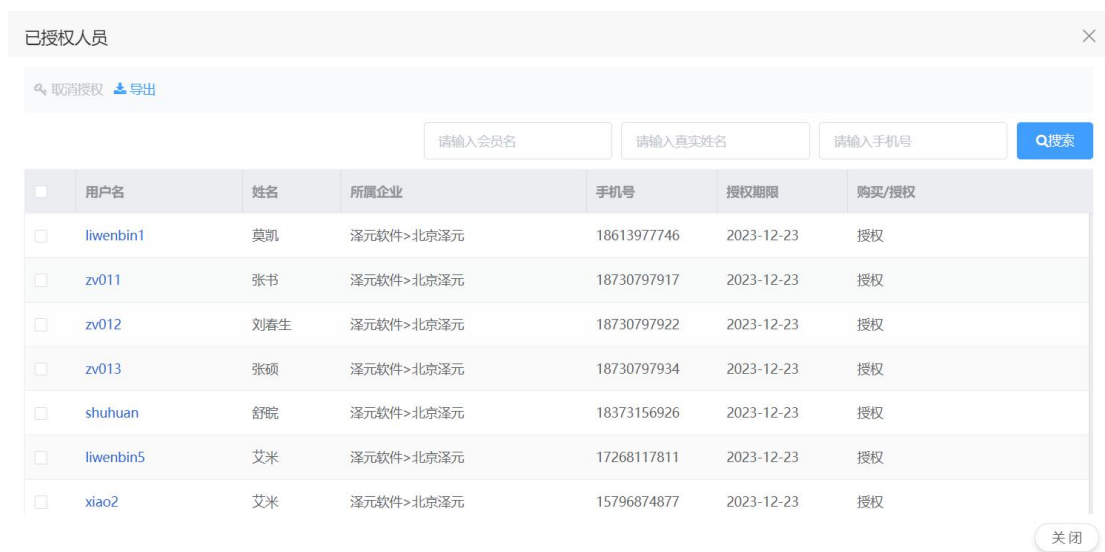 已授权人员
取消授权 导出
请输入会员名 请输入真实姓名 请输入手机号 搜索
用户名 姓名 所属企业 手机号 授权期限 购买/授权
liwenbin1 莫凯 泽元软件>北京泽元 18613977746 2023-12-23 授权
zv011 张书 泽元软件>北京泽元 18730797917 2023-12-23 授权
zv012 刘春生 泽元软件>北京泽元 18730797922 2023-12-23 授权
zv013 张硕 泽元软件>北京泽元 18730797934 2023-12-23 授权
shuhuan 舒晥 泽元软件>北京泽元 18373156926 2023-12-23 授权
liwenbin5 艾米 泽元软件>北京泽元 17268117811 2023-12-23 授权
xiao2 艾米 泽元软件>北京泽元 15796874877 2023-12-23 授权
关闭